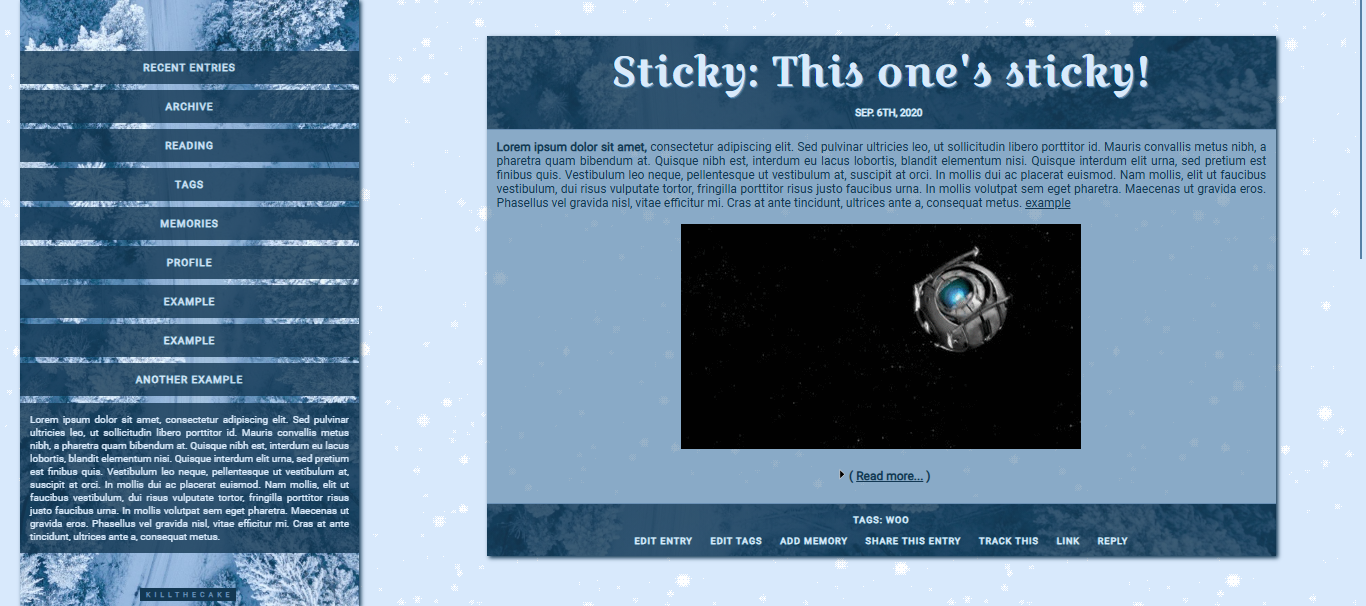 RECENT ENTRIES
ARCHIVE
READING
TAGS
MEMORIES
PROFILE
EXAMPLE
EXAMPLE
ANOTHER EXAMPLE
Lorem ipsum dolor sit amet, consectetur adipiscing elit. Sed pulvinar
ultricies leo, ut sollicitudin libero porttitor id. Mauris convallis metus
nibh, a pharetra quam bibendum at. Quisque nibh est, interdum eu lacus
lobortis, blandit elementum nisi. Quisque interdum elit urna, sed pretium
est finibus quis. Vestibulum leo neque, pellentesque ut vestibulum at,
suscipit at orci. In mollis dui ac placerat euismod. Nam mollis, elit ut
faucibus vestibulum, dui risus vulputate tortor, fringilla porttitor risus
justo faucibus urna. In mollis volutpat sem eget pharetra. Maecenas ut
gravida eros. Phasellus vel gravida nisl, vitae efficitur mi. Cras at ante
tincidunt, ultrices ante a, consequat metus.
KILLTHECAKE
Sticky: This one's sticky!
SEP. 6TH, 2020
Lorem ipsum dolor sit amet, consectetur adipiscing elit. Sed pulvinar ultricies leo, ut sollicitudin libero porttitor id. Mauris convallis metus nibh, a
pharetra quam bibendum at. Quisque nibh est, interdum eu lacus lobortis, blandit elementum nisi. Quisque interdum elit urna, sed pretium est
finibus quis. Vestibulum leo neque, pellentesque ut vestibulum at, suscipit at orci. In mollis dui ac placerat euismod. Nam mollis, elit ut faucibus
vestibulum, dui risus vulputate tortor, fringilla porttitor risus justo faucibus urna. In mollis volutpat sem eget pharetra. Maecenas ut gravida eros.
Phasellus vel gravida nisl, vitae efficitur mi. Cras at ante tincidunt, ultrices ante a, consequat metus. example
( Read more... )
TAGS: WOO
EDIT ENTRY EDIT TAGS ADD MEMORY SHARE THIS ENTRY TRACK THIS LINK REPLY